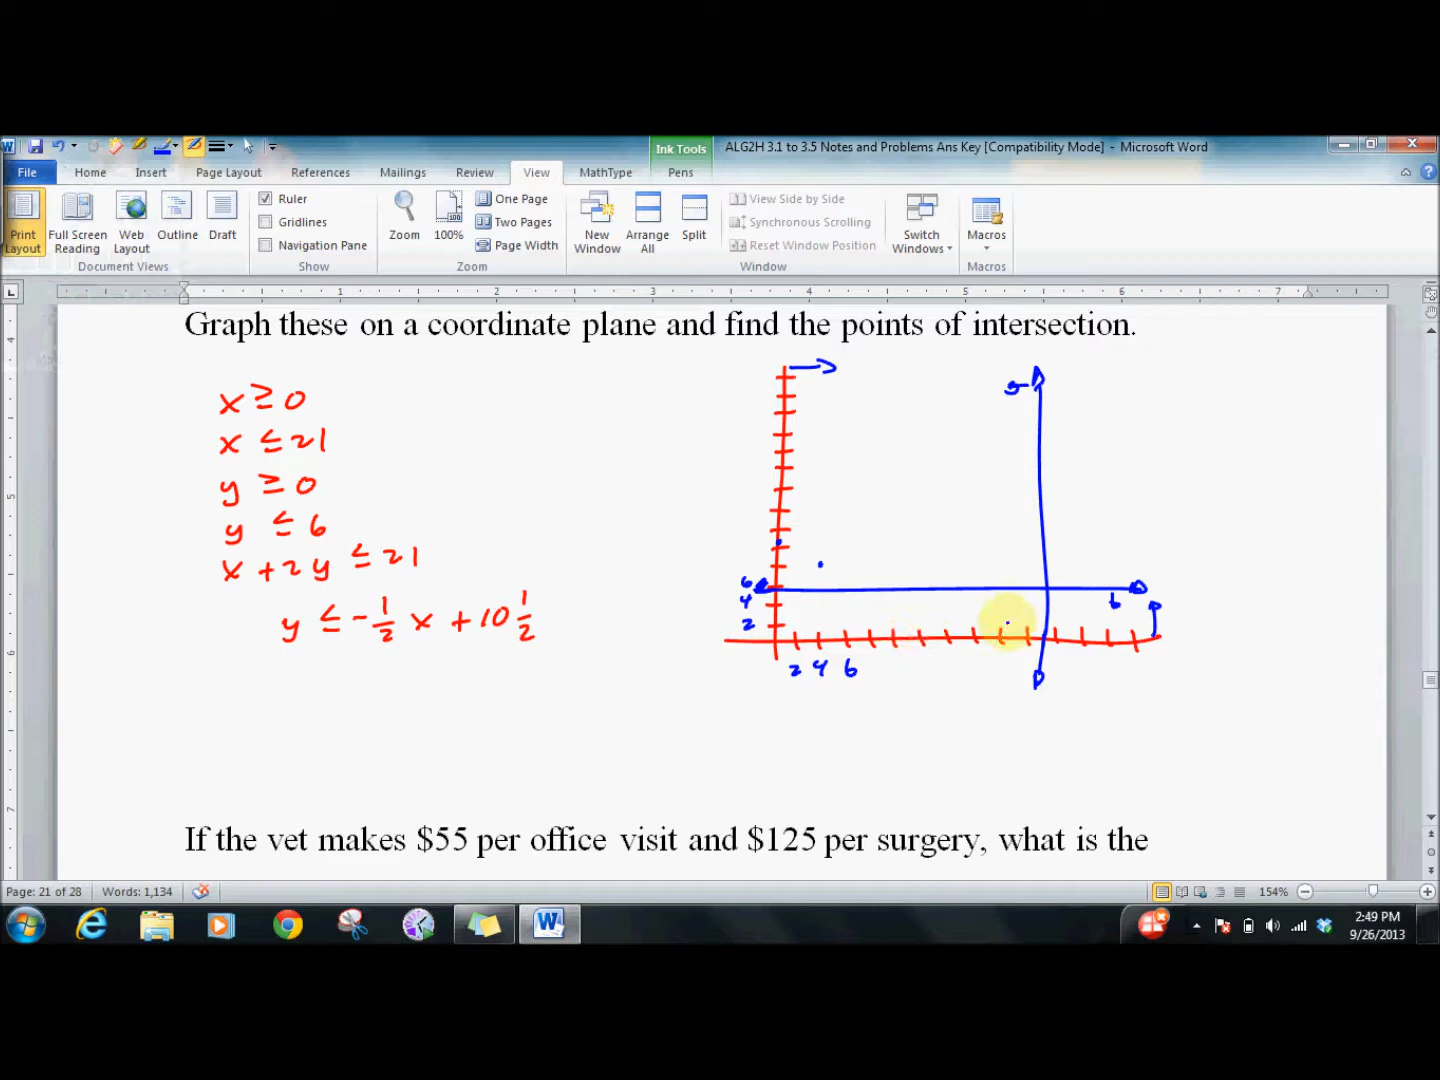 ALG2H 3.1 to 3.5 Notes and Problems Ans Key [Compatibility Mode] - Microsoft Word
Ink Tools
File Home Insert Page Layout References Mailings Review View MathType Pens
Print Layout
Full Screen Reading
Web Layout
Outline
Draft
Document Views
Ruler
Gridlines
Navigation Pane
Show
Zoom
100%
One Page
Two Pages
Page Width
Zoom
New Window
Arrange All
Split
View Side by Side
Synchronous Scrolling
Reset Window Position
Switch Windows
Window
Macros
Macros
1 2 3 4 5 6 7
Graph these on a coordinate plane and find the points of intersection.
x ≥ 0
x ≤ 21
y ≥ 0
y ≤ 6
x + 2y ≤ 21
y ≤ -1/2 x + 10 1/2
6
4
2
2 4 6
If the vet makes $55 per office visit and $125 per surgery, what is the
Page: 21 of 28 Words: 1,134 154%
2:49 PM
9/26/2013